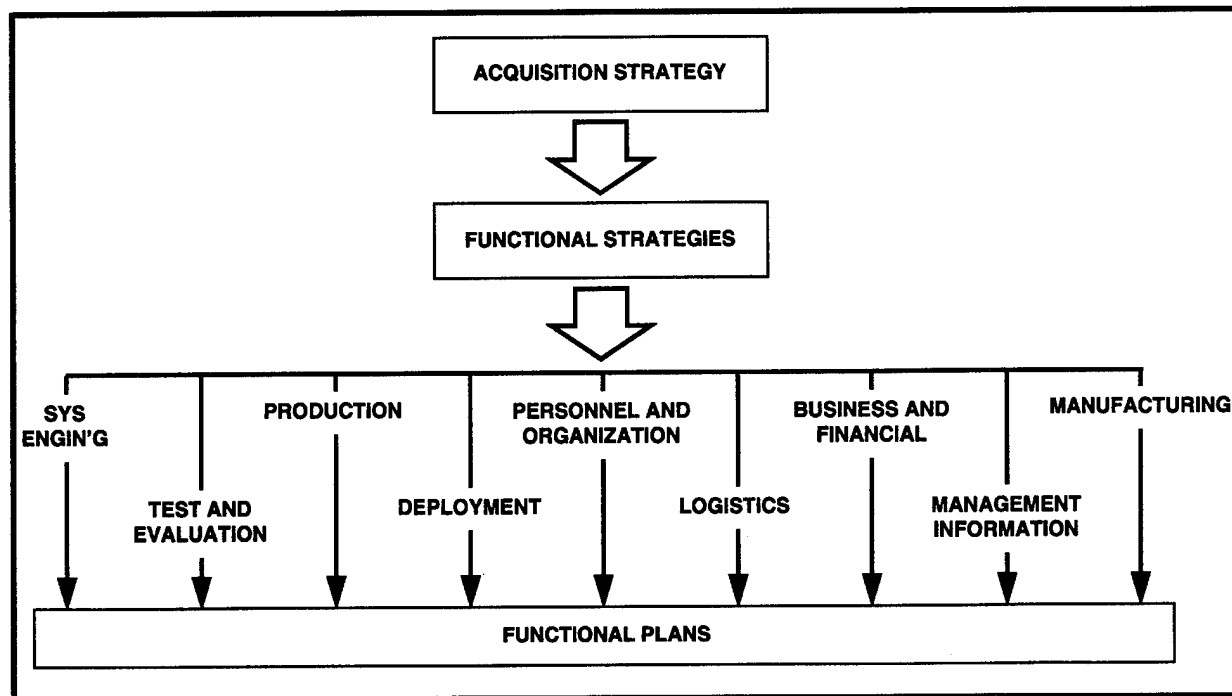 ACQUISITION STRATEGY
FUNCTIONAL STRATEGIES
SYS
ENGIN'G
PRODUCTION
PERSONNEL AND
ORGANIZATION
BUSINESS AND
FINANCIAL
MANUFACTURING
TEST AND
EVALUATION
DEPLOYMENT
LOGISTICS
MANAGEMENT
INFORMATION
FUNCTIONAL PLANS